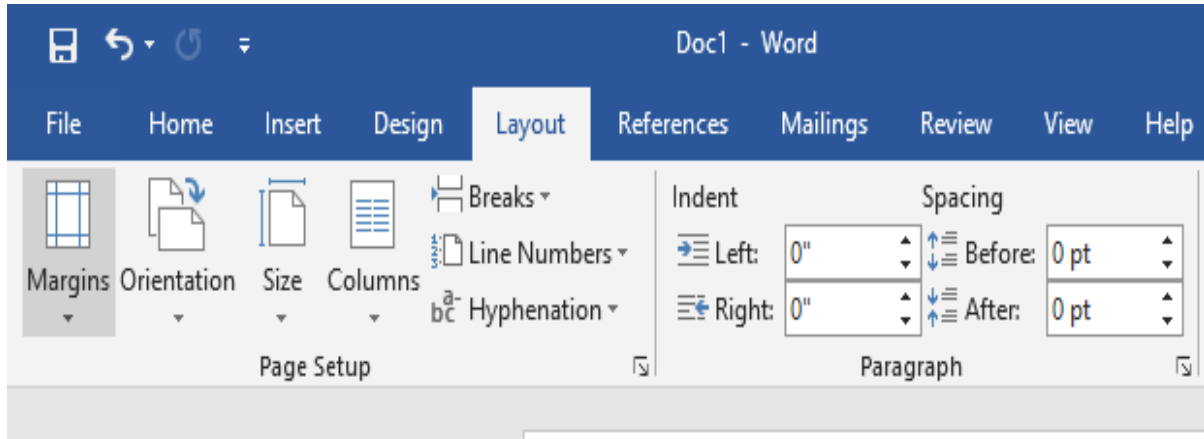 Doc1 - Word
File Home Insert Design Layout References Mailings Review View Help
Margins Orientation Size Columns
Breaks
Line Numbers
Hyphenation
Page Setup
Indent
Left: 0"
Right: 0"
Spacing
Before: 0 pt
After: 0 pt
Paragraph